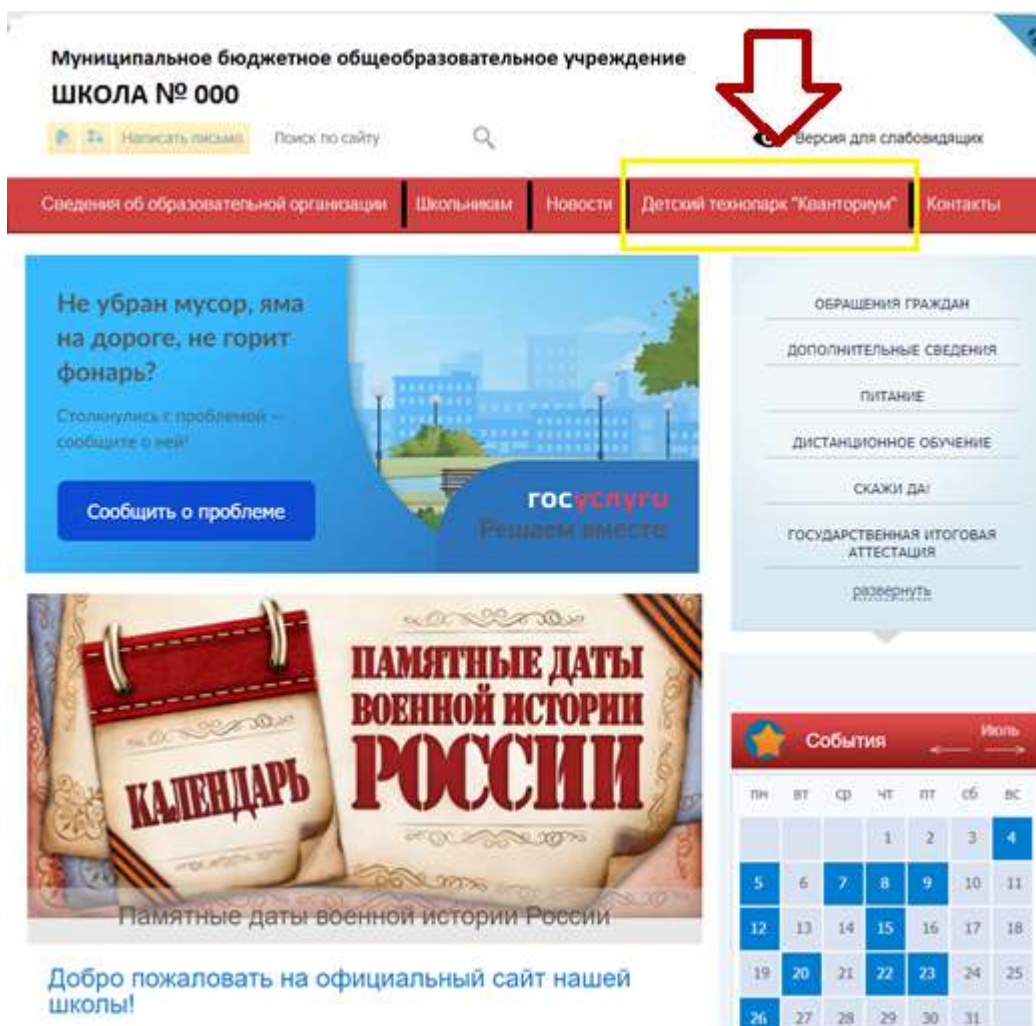 Муниципальное бюджетное общеобразовательное учреждение
ШКОЛА № 000
Написать письмо Поиск по сайту Версия для слабовидящих
Сведения об образовательной организации Школьникам Новости Детский технопарк "Кванториум" Контакты
Не убран мусор, яма
на дороге, не горит
фонарь?
Столкнулись с проблемой —
сообщите о ней!
Сообщить о проблеме
госуслуги
Решаем вместе
ОБРАЩЕНИЯ ГРАЖДАН
ДОПОЛНИТЕЛЬНЫЕ СВЕДЕНИЯ
ПИТАНИЕ
ДИСТАНЦИОННОЕ ОБУЧЕНИЕ
СКАЖИ ДА!
ГОСУДАРСТВЕННАЯ ИТОГОВАЯ
АТТЕСТАЦИЯ
развернуть
КАЛЕНДАРЬ
ПАМЯТНЫЕ ДАТЫ
ВОЕННОЙ ИСТОРИИ
РОССИИ
Памятные даты военной истории России
Добро пожаловать на официальный сайт нашей
школы!
События Июль
пн вт ср чт пт сб вс
1 2 3 4
5 6 7 8 9 10 11
12 13 14 15 16 17 18
19 20 21 22 23 24 25
26 27 28 29 30 31